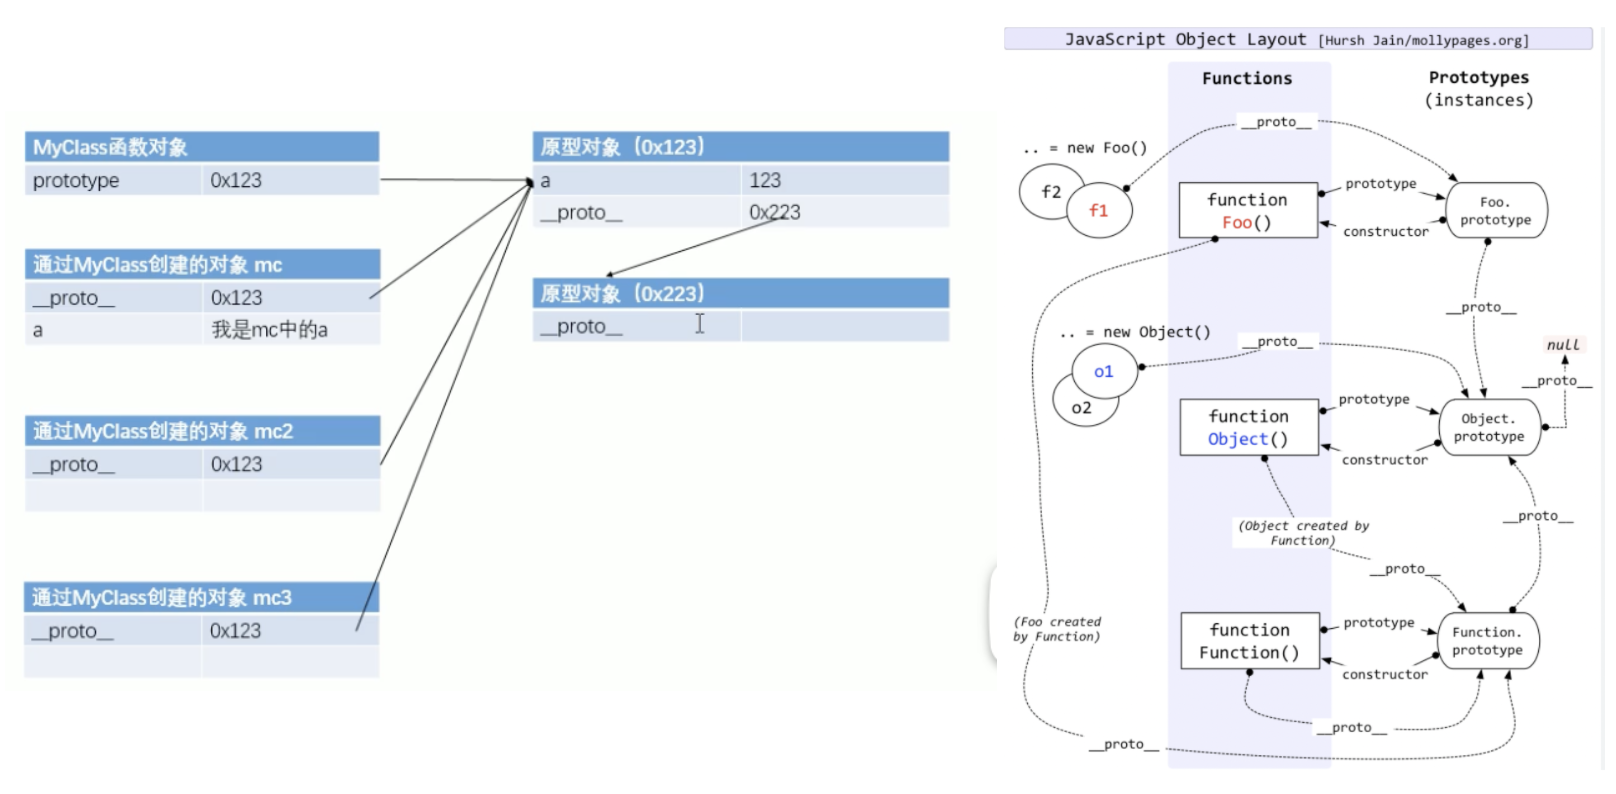 MyClass函数对象
prototype 0x123
通过MyClass创建的对象 mc
__proto__ 0x123
a 我是mc中的a
通过MyClass创建的对象 mc2
__proto__ 0x123
通过MyClass创建的对象 mc3
__proto__ 0x123
原型对象（0x123）
a 123
__proto__ 0x223
原型对象（0x223）
__proto__
JavaScript Object Layout [Hursh Jain/mollypages.org]
Functions
Prototypes
(instances)
__proto__
.. = new Foo()
f2
f1
function
Foo()
prototype
constructor
Foo.
prototype
__proto__
.. = new Object()
__proto__
null
__proto__
o1
o2
function
Object()
prototype
constructor
Object.
prototype
(Object created by
Function)
__proto__
__proto__
(Foo created
by Function)
function
Function()
prototype
constructor
Function.
prototype
__proto__
__proto__